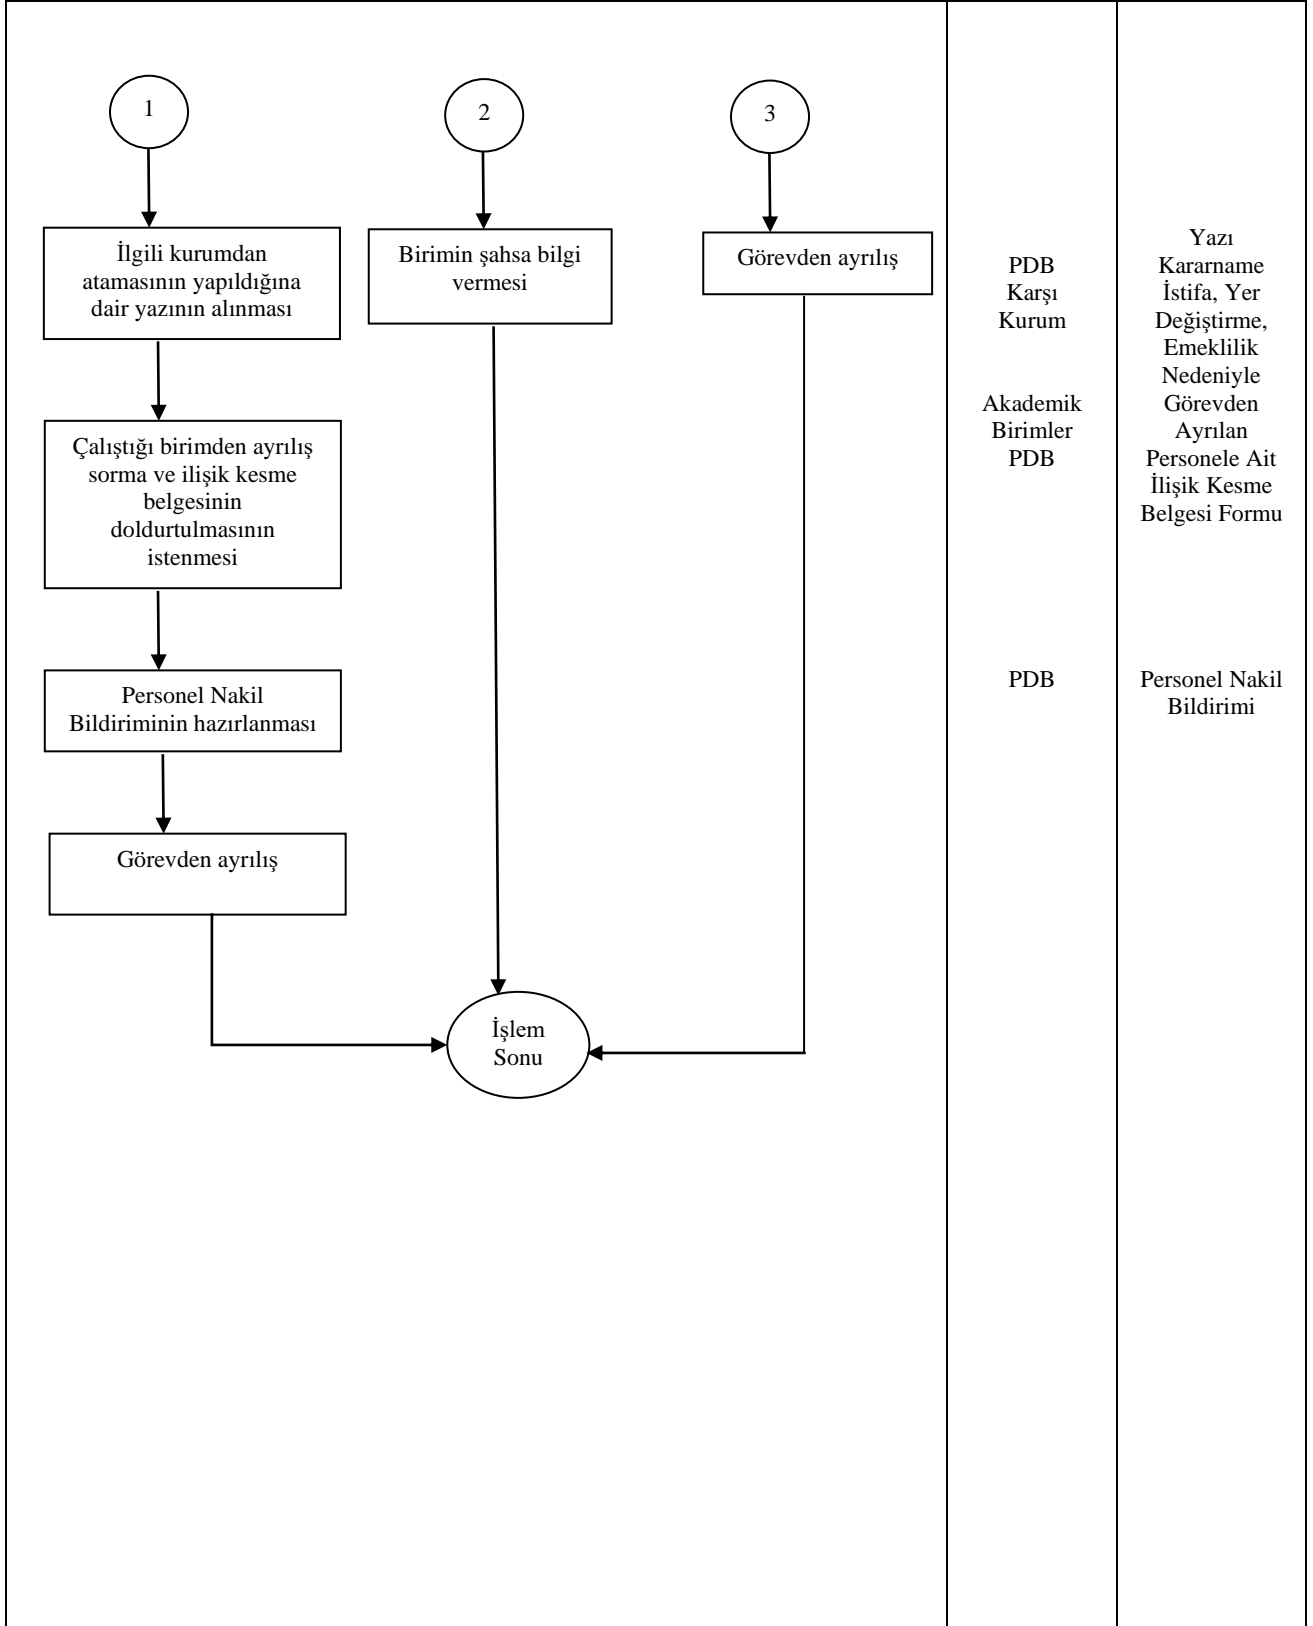 1
2
3
İlgili kurumdan
atamasının yapıldığına
dair yazının alınması
Birimin şahsa bilgi
vermesi
Görevden ayrılış
Çalıştığı birimden ayrılış
sorma ve ilişik kesme
belgesinin
doldurtulmasının
istenmesi
Personel Nakil
Bildiriminin hazırlanması
Görevden ayrılış
İşlem
Sonu
PDB
Karşı
Kurum
Akademik
Birimler
PDB
PDB
Yazı
Kararname
İstifa, Yer
Değiştirme,
Emeklilik
Nedeniyle
Görevden
Ayrılan
Personele Ait
İlişik Kesme
Belgesi Formu
Personel Nakil
Bildirimi